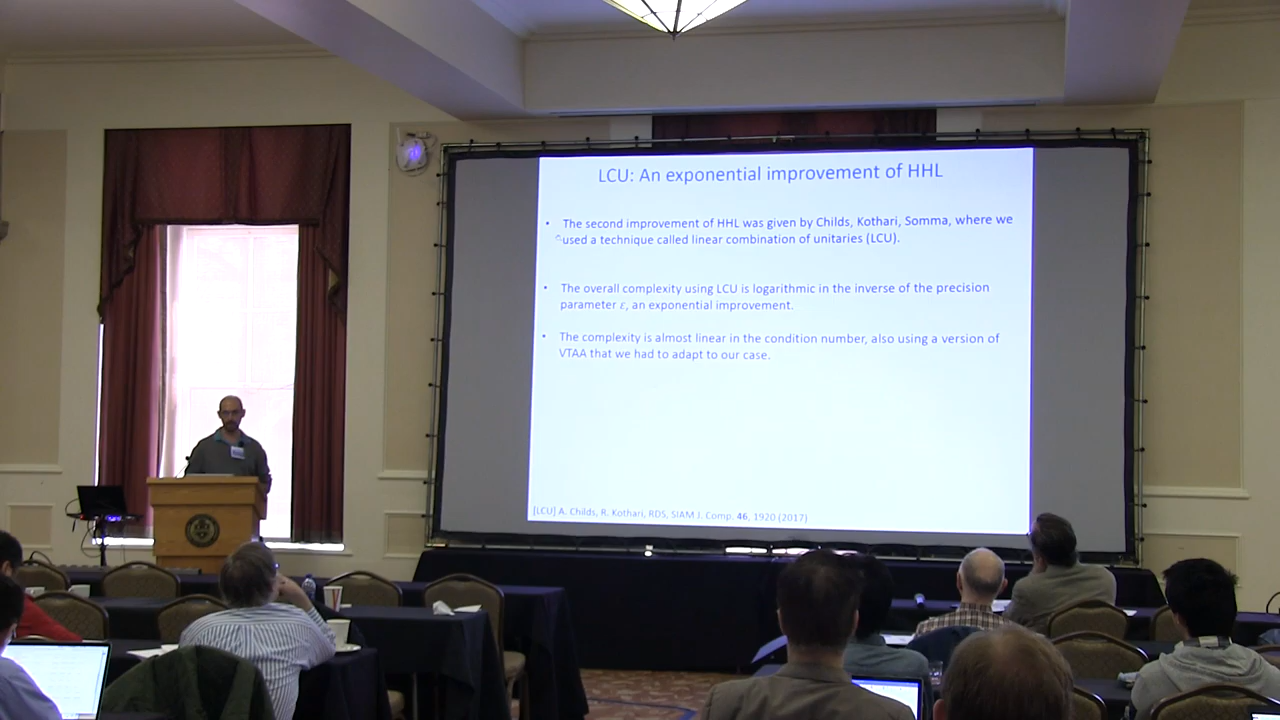 LCU: An exponential improvement of HHL
• The second improvement of HHL was given by Childs, Kothari, Somma, where we
used a technique called linear combination of unitaries (LCU).
• The overall complexity using LCU is logarithmic in the inverse of the precision
parameter ε, an exponential improvement.
• The complexity is almost linear in the condition number, also using a version of
VTAA that we had to adapt to our case.
[LCU] A. Childs, R. Kothari, RDS, SIAM J. Comp. 46, 1920 (2017)